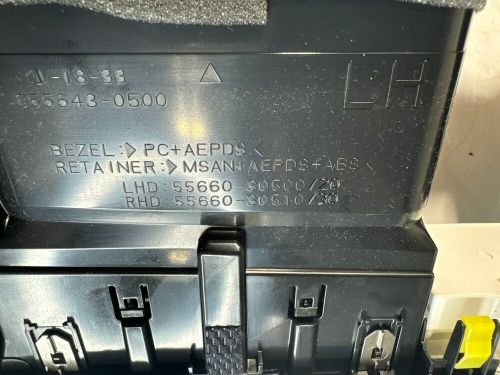 LH
555643-0500
BEZEL:>PC+AEPDS<
RETAINER:>MSAN+AEPDS+ABS<
LHD:55660-30500/20
RHD:55660-30510/30